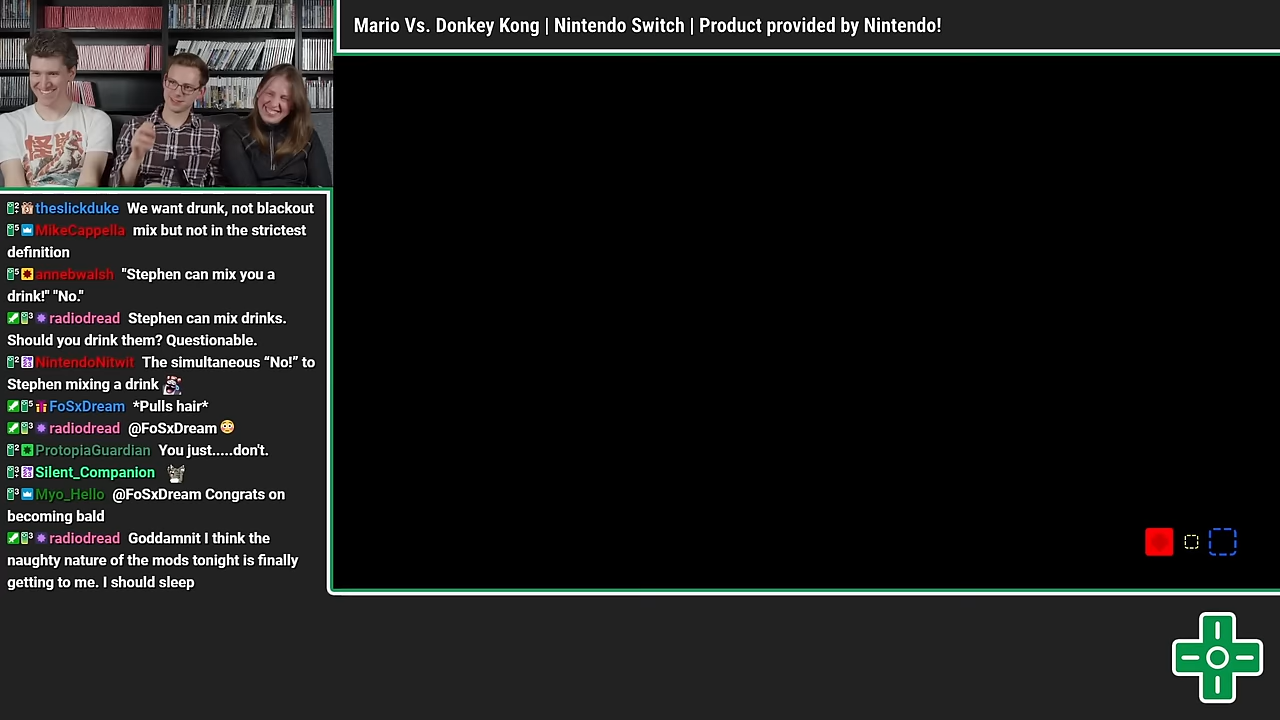 Mario Vs. Donkey Kong | Nintendo Switch | Product provided by Nintendo!
怪獣
theslickduke We want drunk, not blackout
MikeCappella mix but not in the strictest
definition
annebwalsh "Stephen can mix you a
drink!" "No."
radiodread Stephen can mix drinks.
Should you drink them? Questionable.
NintendoNitwit The simultaneous “No!” to
Stephen mixing a drink
FoSxDream *Pulls hair*
radiodread @FoSxDream
ProtopiaGuardian You just.....don't.
Silent_Companion
Myo_Hello @FoSxDream Congrats on
becoming bald
radiodread Goddamnit I think the
naughty nature of the mods tonight is finally
getting to me. I should sleep